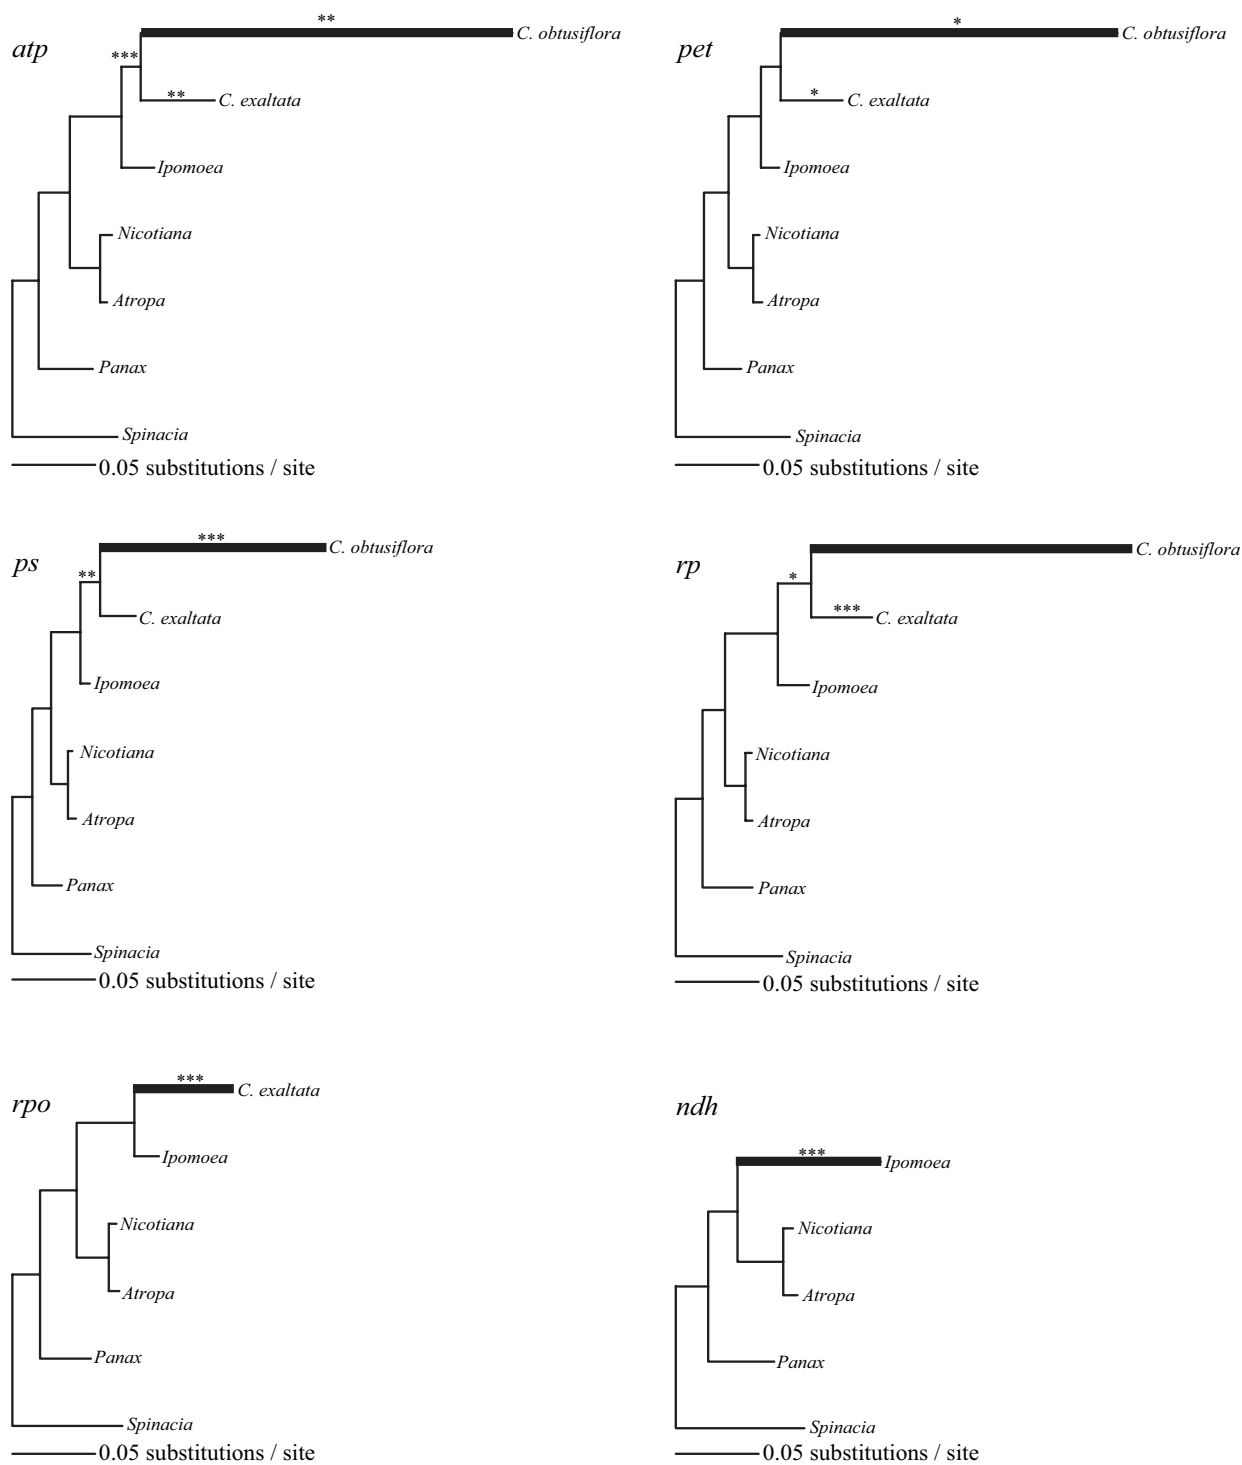 atp
**
C. obtusiflora
***
**
C. exaltata
Ipomoea
Nicotiana
Atropa
Panax
Spinacia
0.05 substitutions / site
pet
*
C. obtusiflora
*
C. exaltata
Ipomoea
Nicotiana
Atropa
Panax
Spinacia
0.05 substitutions / site
ps
***
C. obtusiflora
**
C. exaltata
Ipomoea
Nicotiana
Atropa
Panax
Spinacia
0.05 substitutions / site
rp
C. obtusiflora
*
***
C. exaltata
Ipomoea
Nicotiana
Atropa
Panax
Spinacia
0.05 substitutions / site
rpo
***
C. exaltata
Ipomoea
Nicotiana
Atropa
Panax
Spinacia
0.05 substitutions / site
ndh
***
Ipomoea
Nicotiana
Atropa
Panax
Spinacia
0.05 substitutions / site